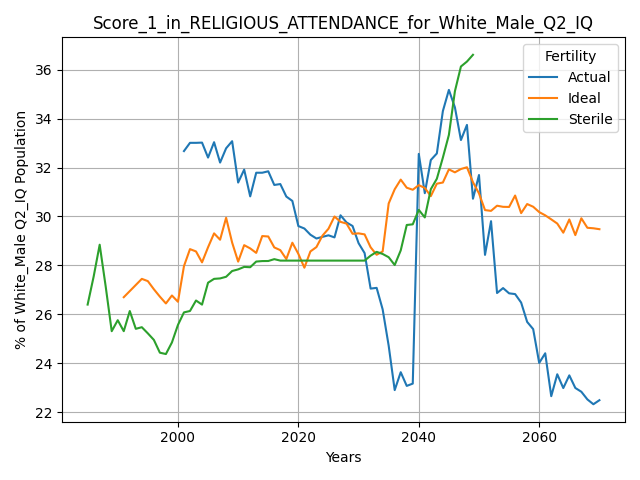 Score_1_in_RELIGIOUS_ATTENDANCE_for_White_Male_Q2_IQ
Fertility
Actual
Ideal
Sterile
% of White_Male Q2_IQ Population
36
34
32
30
28
26
24
22
2000 2020 2040 2060
Years